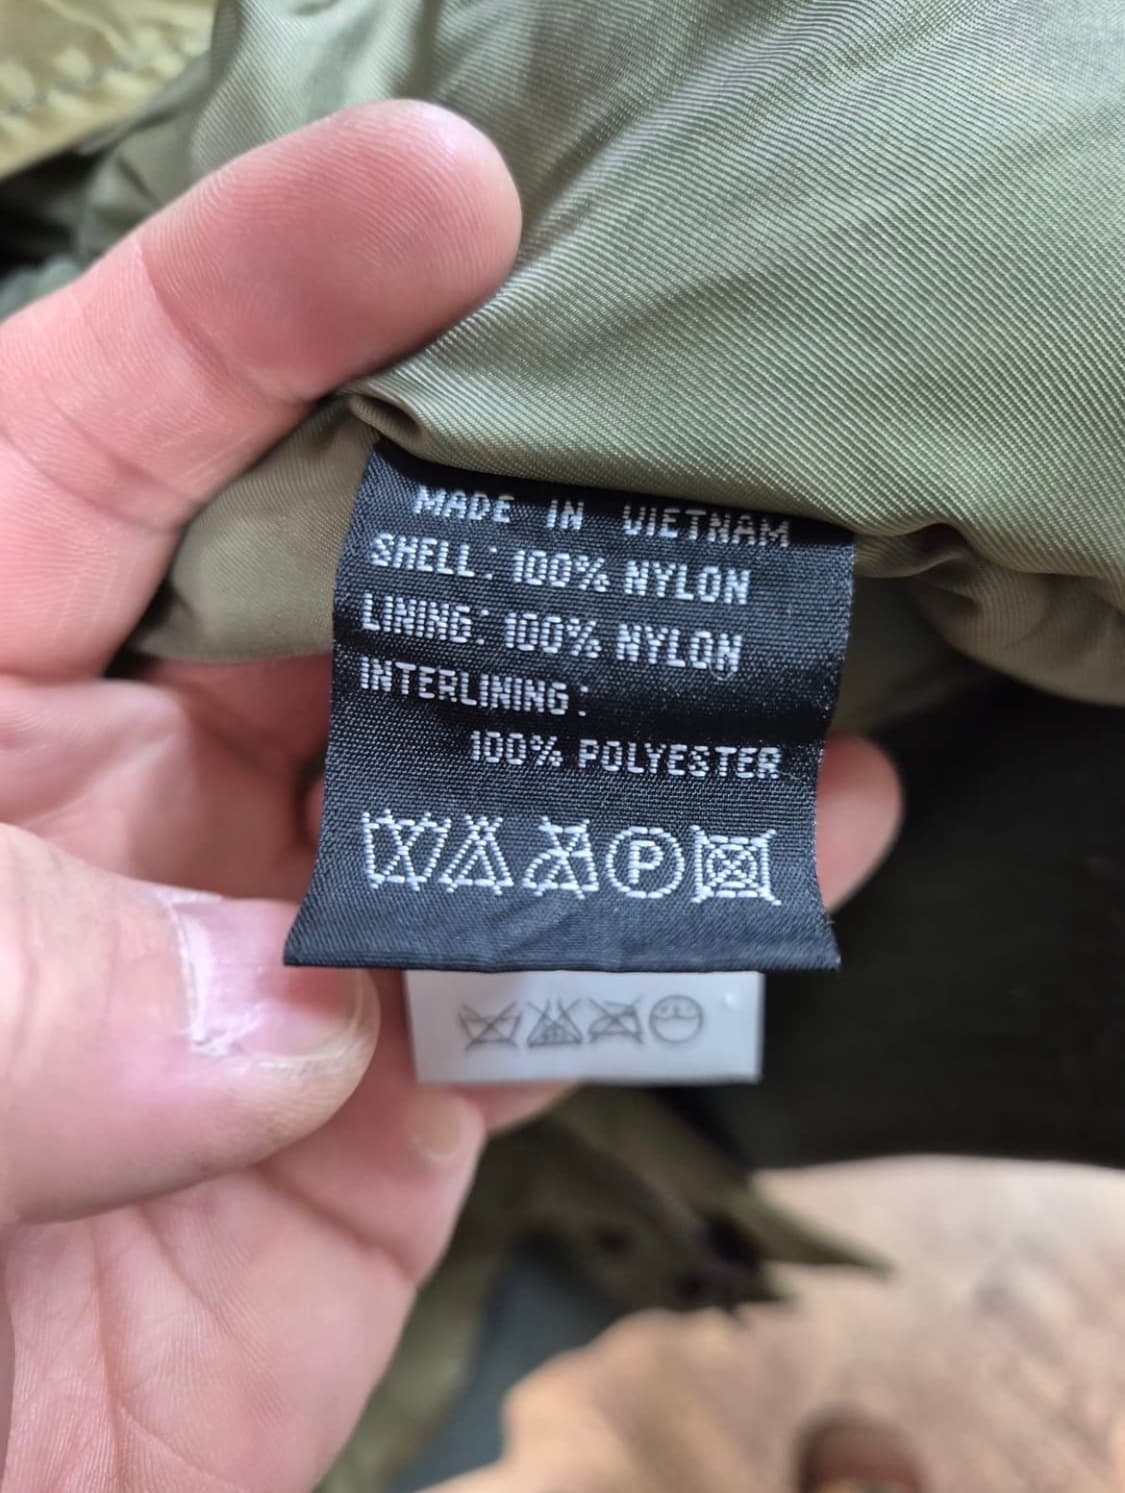 MADE IN VIETNAM
SHELL: 100% NYLON
LINING: 100% NYLON
INTERLINING:
100% POLYESTER
P